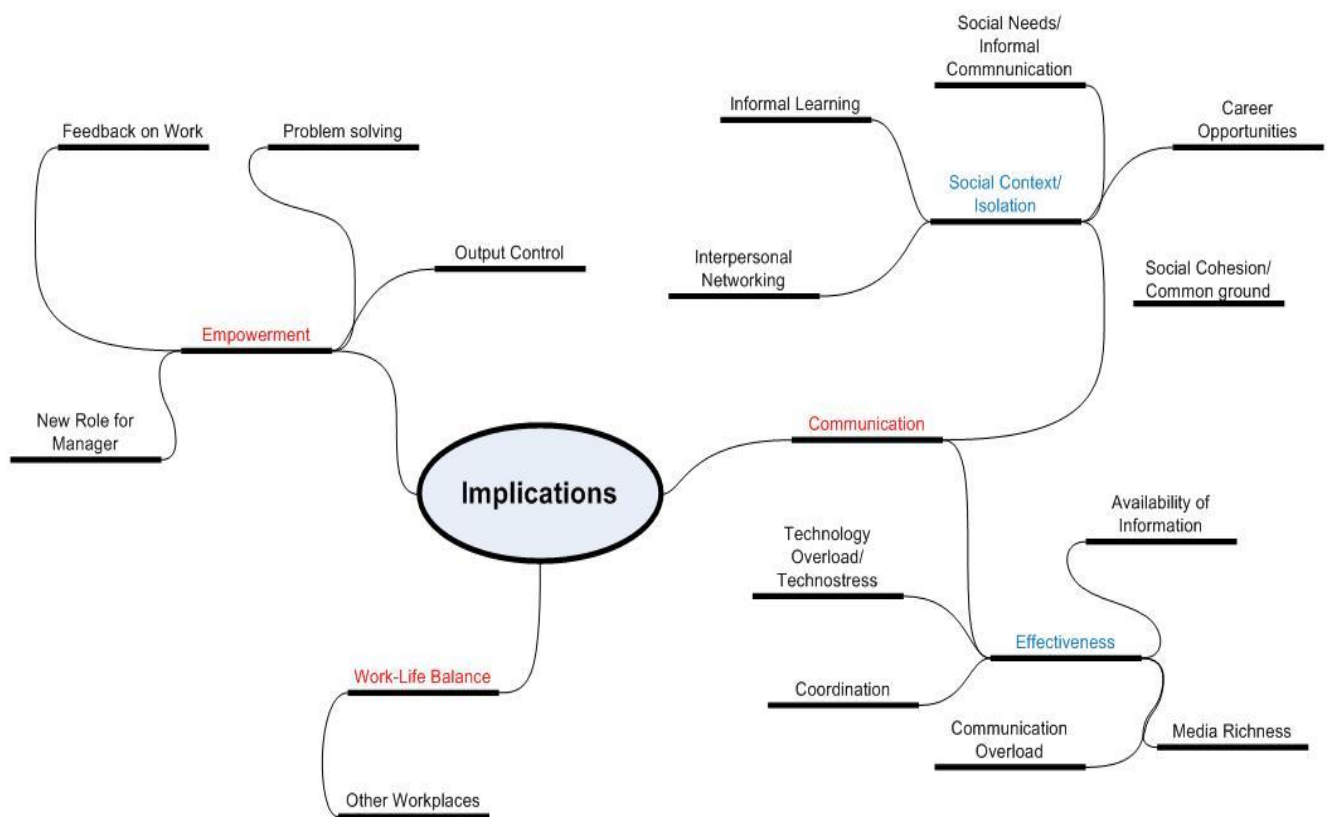 Social Needs/
Informal
Commnunication
Informal Learning
Career
Opportunities
Feedback on Work
Problem solving
Social Context/
Isolation
Output Control
Interpersonal
Networking
Social Cohesion/
Common ground
Empowerment
New Role for
Manager
Communication
Implications
Availability of
Information
Technology
Overload/
Technostress
Effectiveness
Work-Life Balance
Coordination
Communication
Overload
Media Richness
Other Workplaces